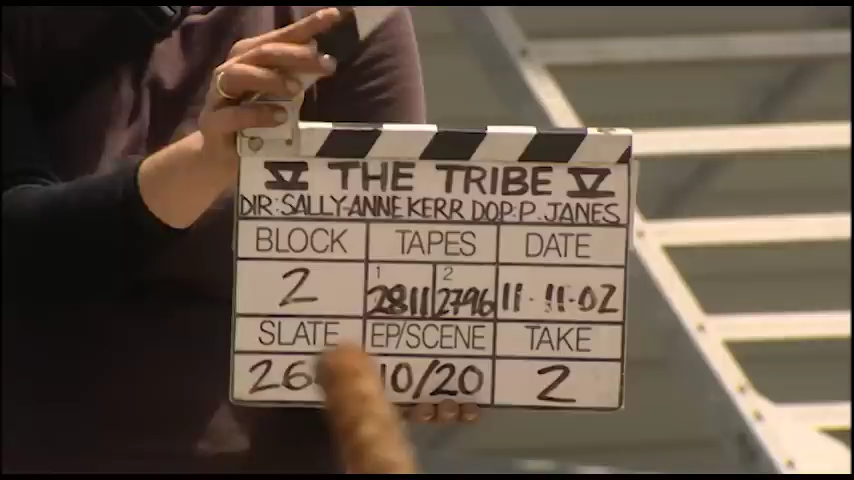 V THE TRIBE V
DIR: SALLY-ANNE KERR DOP: P. JANES
BLOCK TAPES DATE
2 1 2811 2 2796 11-11-02
SLATE EP/SCENE TAKE
10/20 2